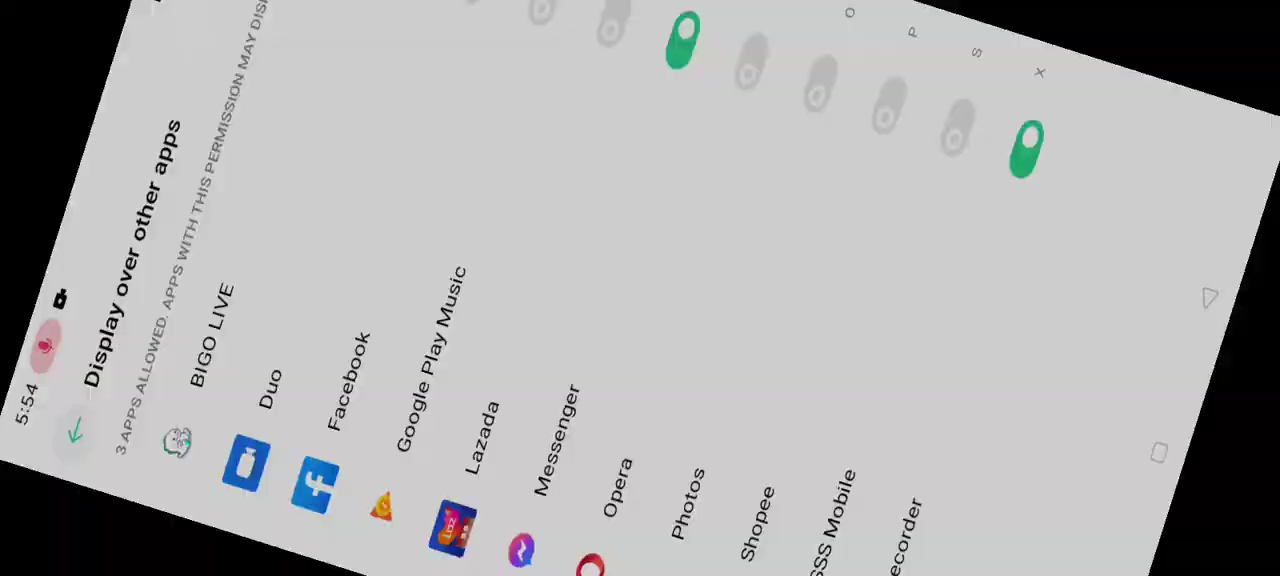 5:54
Display over other apps
3 APPS ALLOWED. APPS WITH THIS PERMISSION MAY
BIGO LIVE
Duo
Facebook
Google Play Music
Lazada
Laz
Messenger
Opera
Photos
Shopee
SSS Mobile
ecorder
O
P
S
X